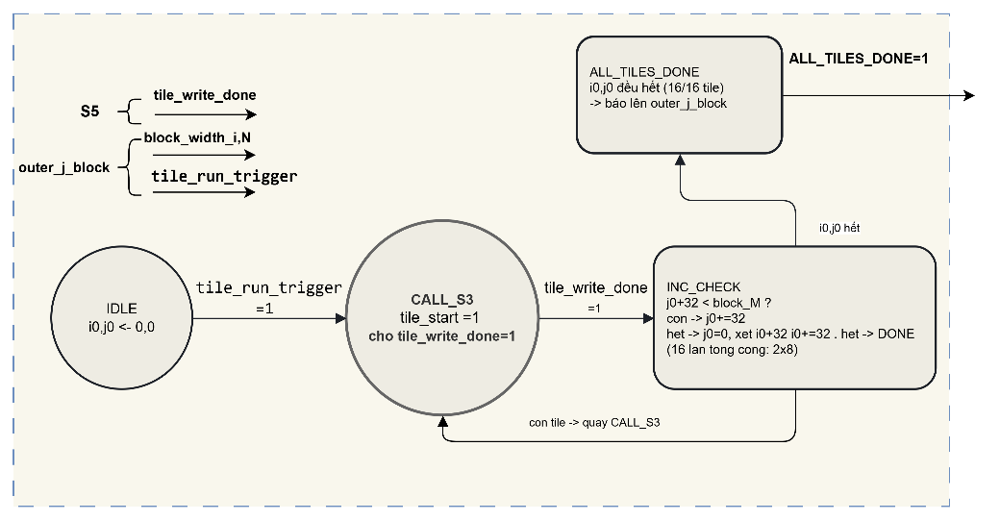 ALL_TILES_DONE=1
ALL_TILES_DONE
i0,j0 đều hết (16/16 tile)
-> báo lên outer_j_block
S5
tile_write_done
block_width_i,N
outer_j_block
tile_run_trigger
i0,j0 hết
IDLE
i0,j0 <- 0,0
tile_run_trigger
=1
CALL_S3
tile_start =1
cho tile_write_done=1
tile_write_done
=1
INC_CHECK
j0+32 < block_M ?
con -> j0+=32
het -> j0=0, xet i0+32 i0+=32 . het -> DONE
(16 lan tong cong: 2x8)
con tile -> quay CALL_S3